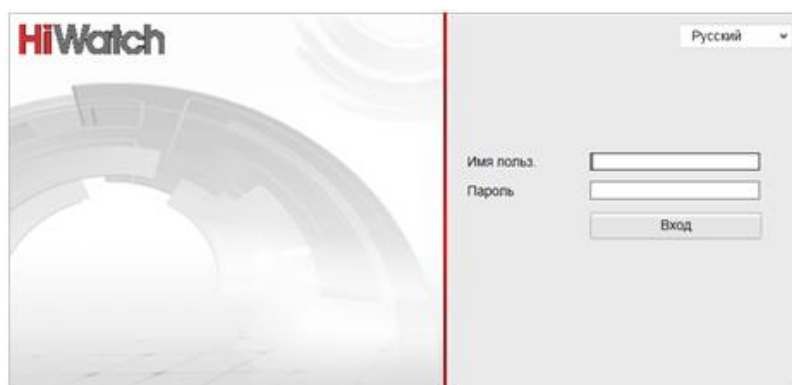 HiWatch
Русский
Имя польз.
Пароль
Вход